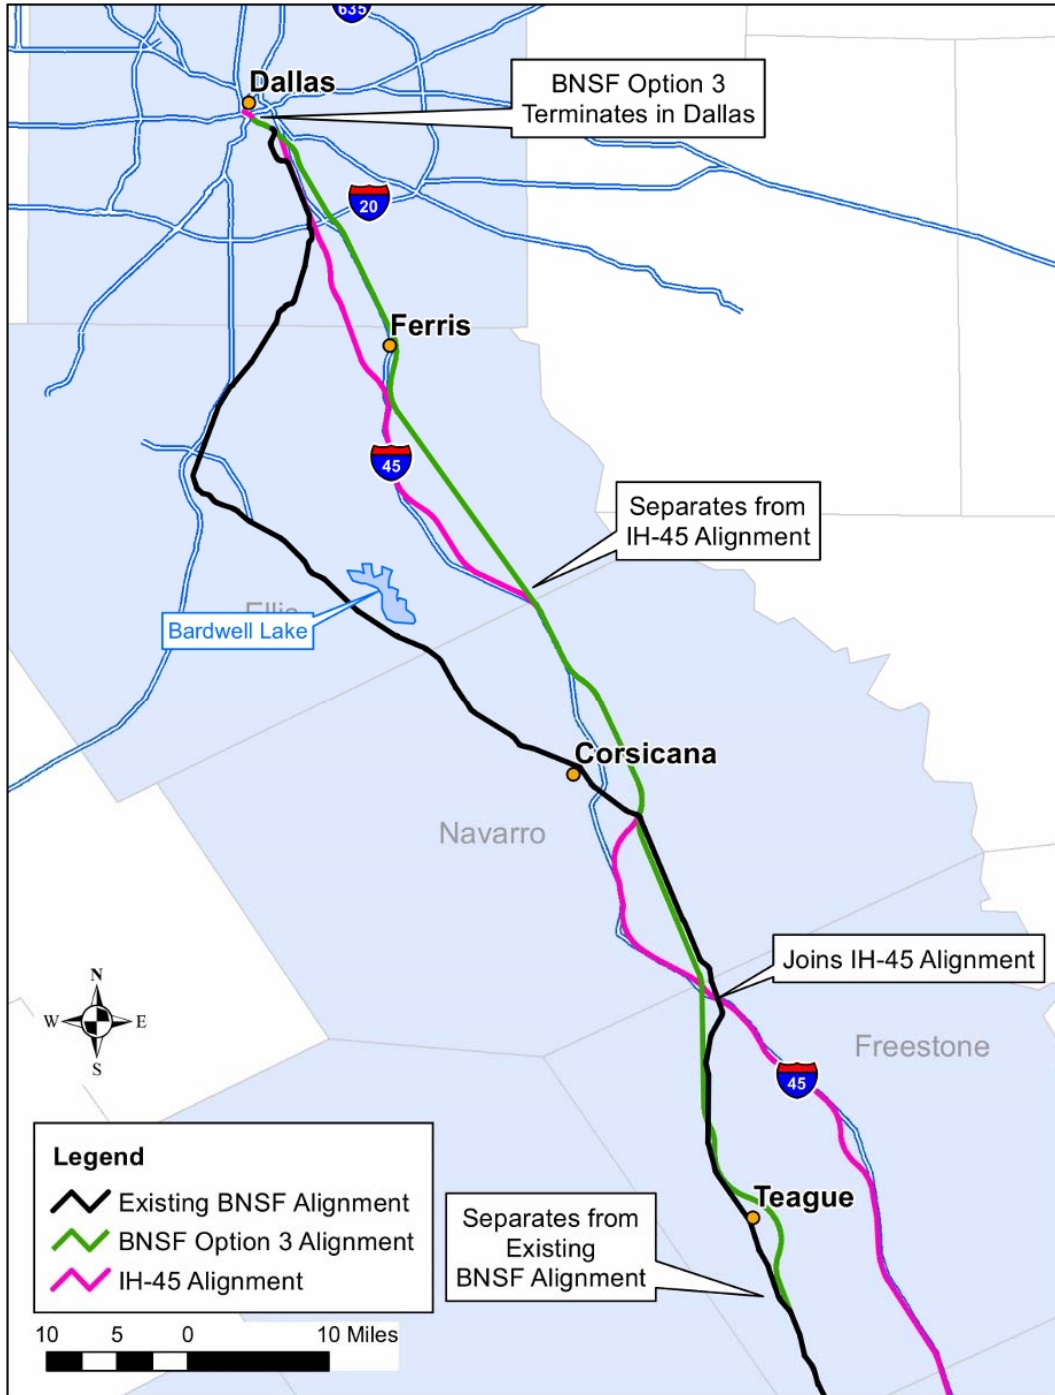 635
Dallas
BNSF Option 3
Terminates in Dallas
20
Ferris
45
Separates from
IH-45 Alignment
Ellis
Bardwell Lake
Corsicana
Navarro
Joins IH-45 Alignment
N
W
E
S
Freestone
45
Legend
Existing BNSF Alignment
BNSF Option 3 Alignment
IH-45 Alignment
Teague
Separates from
Existing
BNSF Alignment
10 5 0 10 Miles